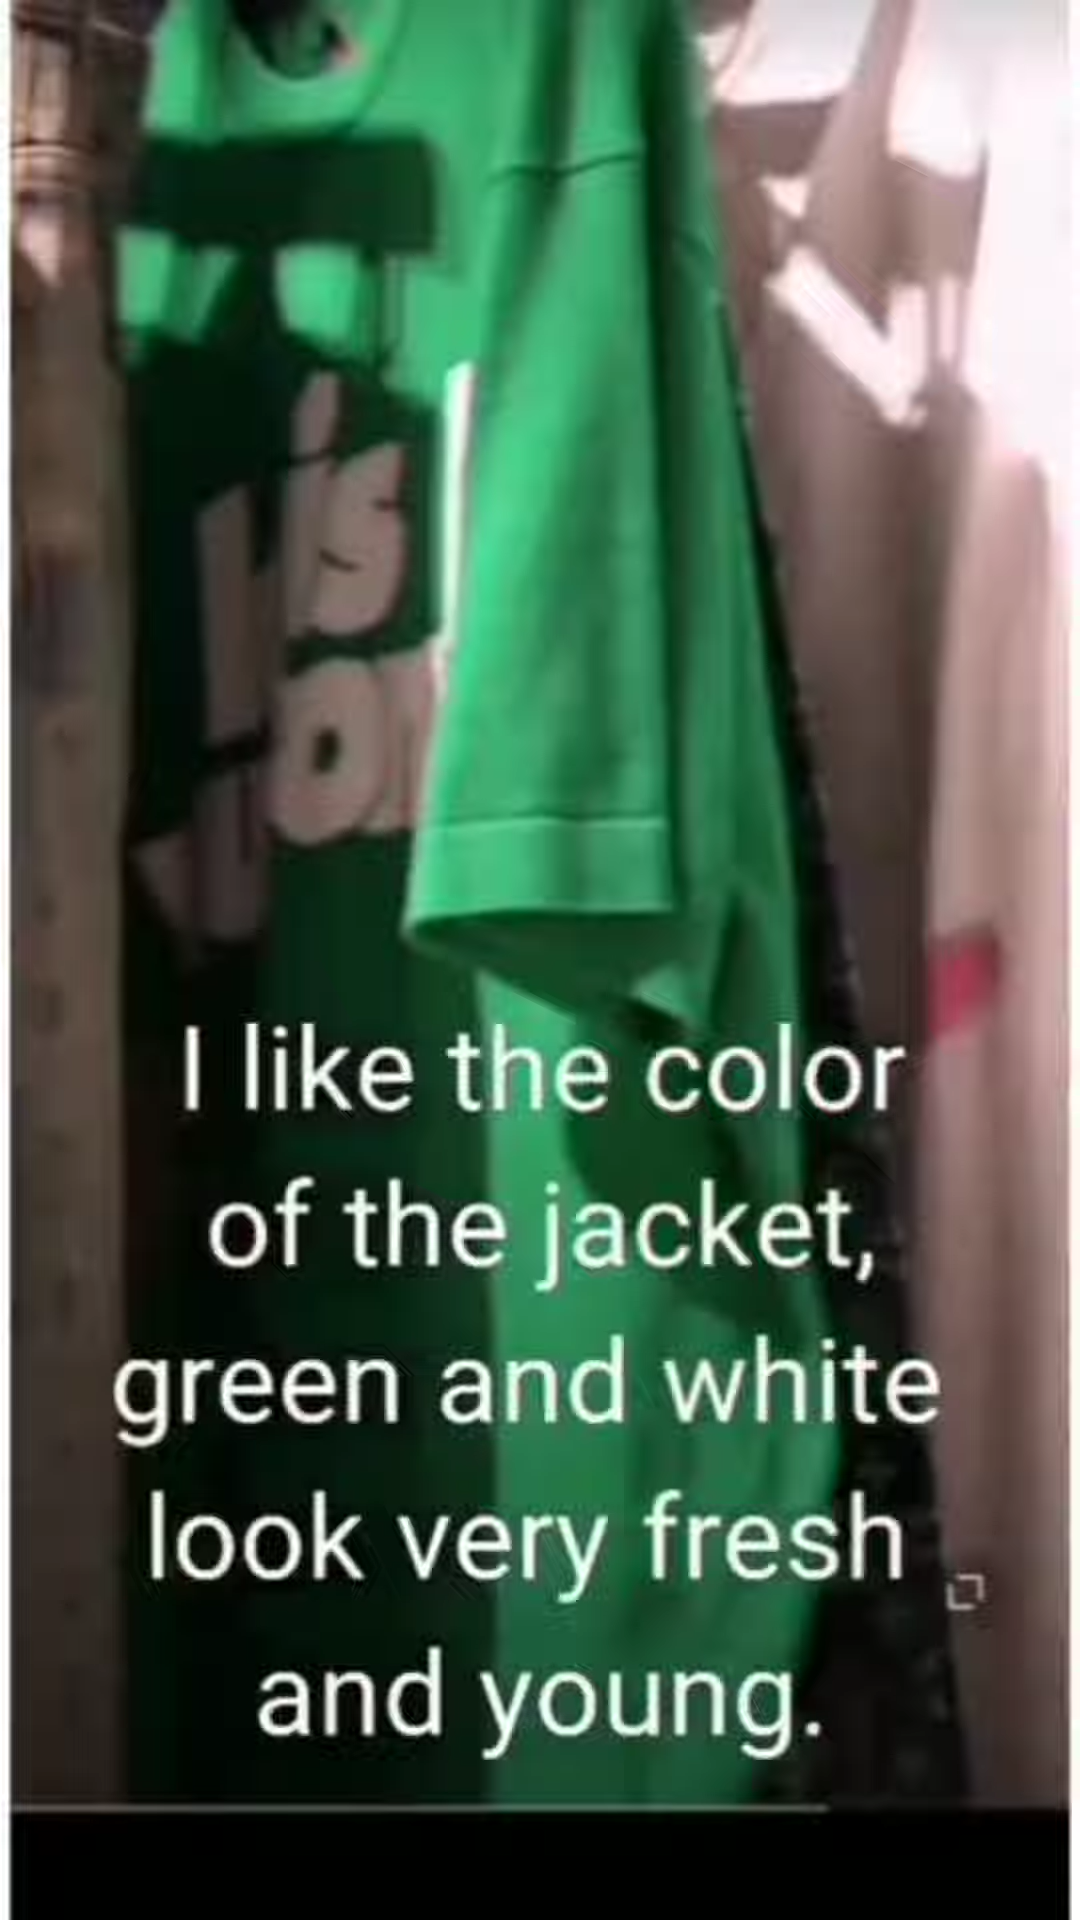 I like the color
of the jacket,
green and white
look very fresh
and young.